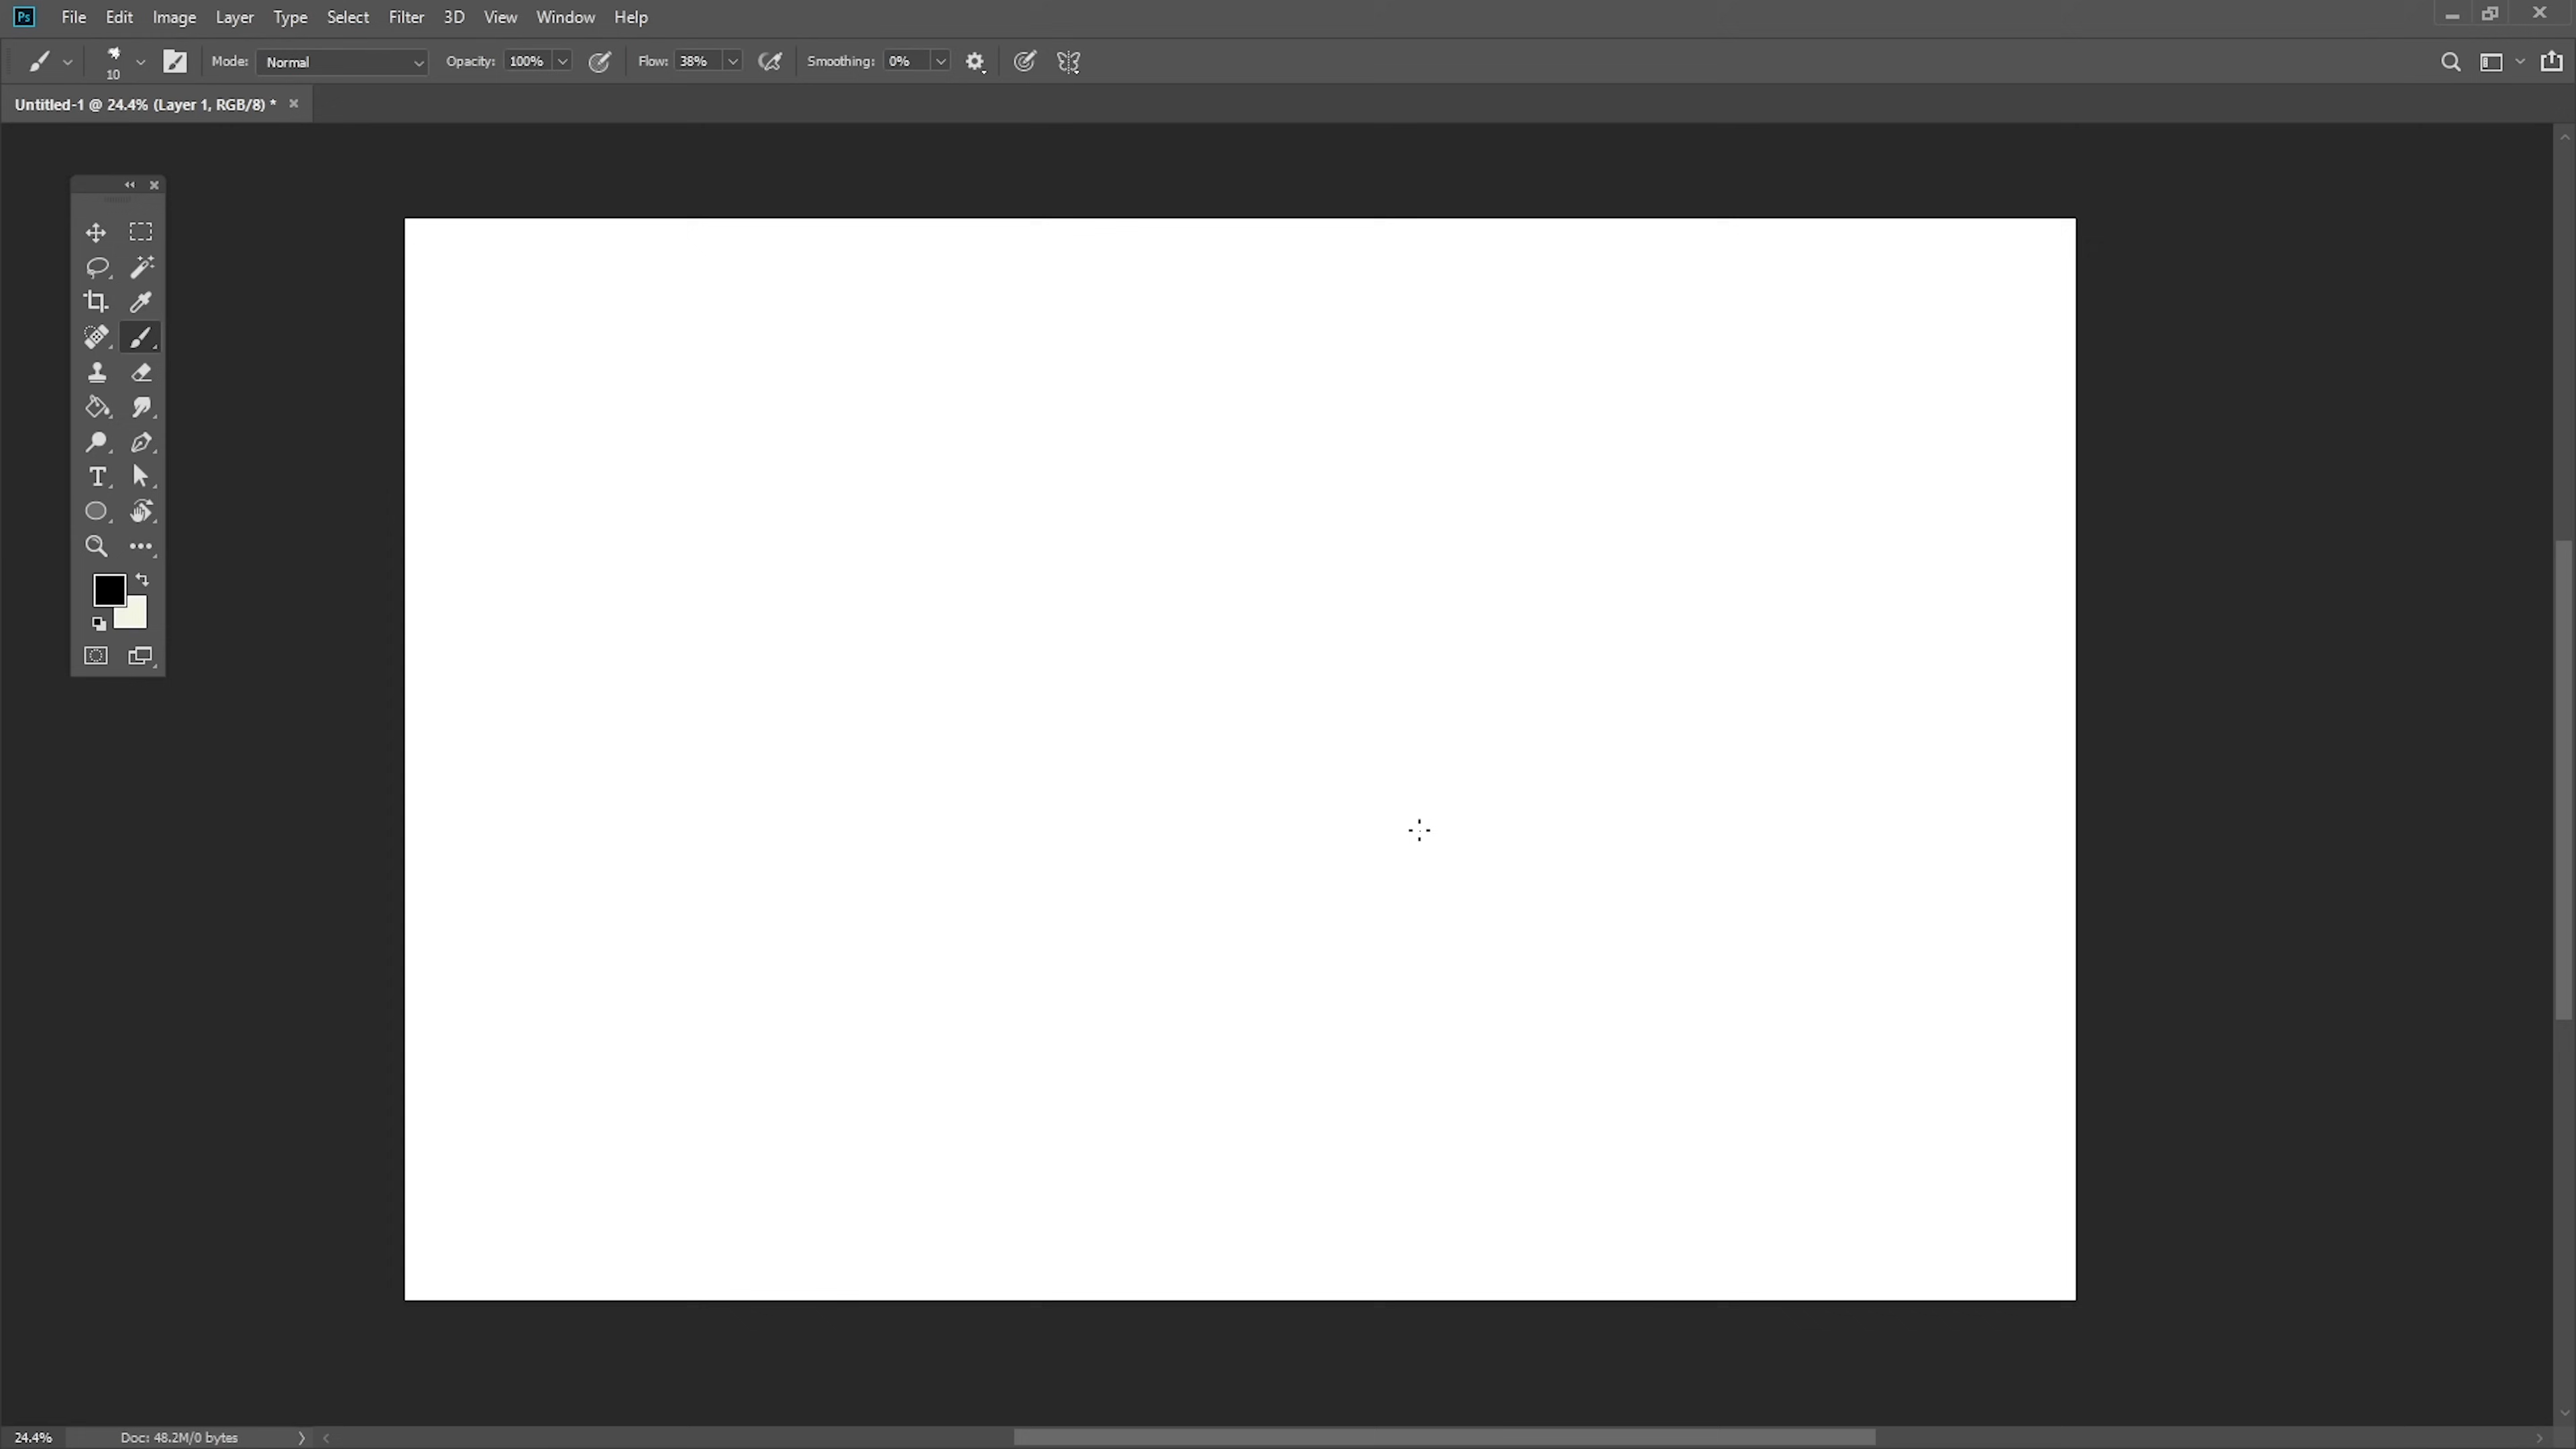 Ps File Edit Image Layer Type Select Filter 3D View Window Help
10 Mode: Normal Opacity: 100% Flow: 38% Smoothing: 0%
Untitled-1 @ 24.4% (Layer 1, RGB/8) *
T
24.4% Doc: 48.2M/0 bytes